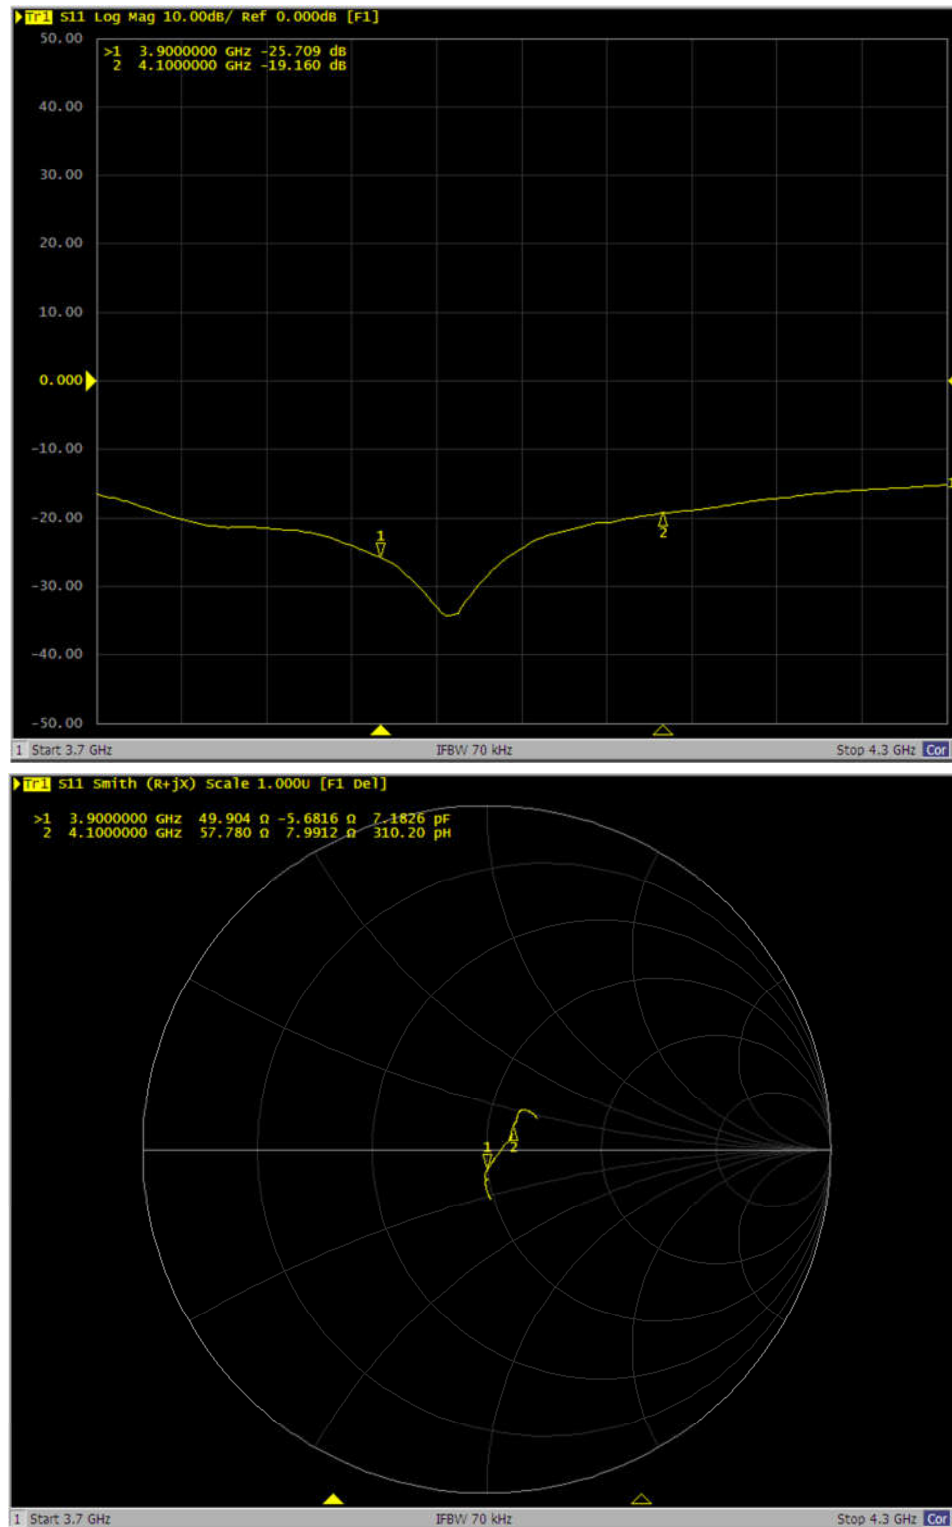 Tr1 S11 Log Mag 10.00dB/ Ref 0.000dB [F1]
50.00
>1 3.9000000 GHz -25.709 dB
2 4.1000000 GHz -19.160 dB
40.00
30.00
20.00
10.00
0.000
-10.00
1
1
2
-20.00
-30.00
-40.00
-50.00
1 Start 3.7 GHz IFBW 70 kHz Stop 4.3 GHz Cor
Tr1 S11 Smith (R+jX) Scale 1.000U [F1 Del]
>1 3.9000000 GHz 49.904 Ω -5.6816 Ω 7.1826 pF
2 4.1000000 GHz 57.780 Ω 7.9912 Ω 310.20 pH
1
2
1 Start 3.7 GHz IFBW 70 kHz Stop 4.3 GHz Cor